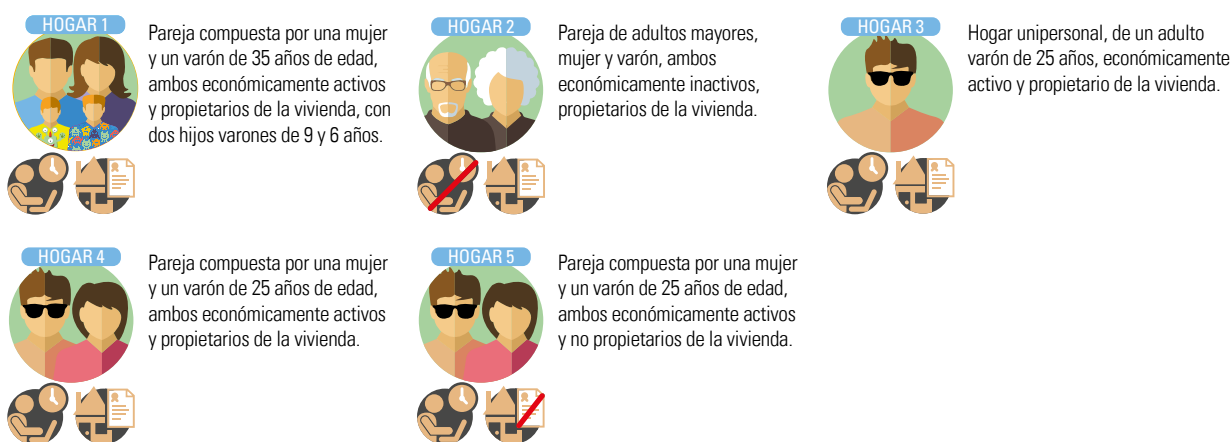 HOGAR 1
Pareja compuesta por una mujer
y un varón de 35 años de edad,
ambos económicamente activos
y propietarios de la vivienda, con
dos hijos varones de 9 y 6 años.
HOGAR 2
Pareja de adultos mayores,
mujer y varón, ambos
económicamente inactivos,
propietarios de la vivienda.
HOGAR 3
Hogar unipersonal, de un adulto
varón de 25 años, económicamente
activo y propietario de la vivienda.
HOGAR 4
Pareja compuesta por una mujer
y un varón de 25 años de edad,
ambos económicamente activos
y propietarios de la vivienda.
HOGAR 5
Pareja compuesta por una mujer
y un varón de 25 años de edad,
ambos económicamente activos
y no propietarios de la vivienda.